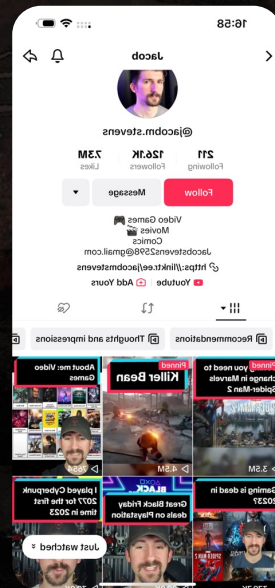 16:58
Jacob
@jacobm.stevens
211 Following
126.1K Followers
7.3M Likes
Follow
Message
Video Games 🎮
Movies 🎬
Comics
Jacobstevens2598@gmail.com
https://linktr.ee/jacobmstevens
Youtube
Add Yours
Recommendations
Thoughts and impressions
Pinned
you need to
change in Marvels
Spider-Man 2
3.5M
Pinned
Killer Bean
4.5M
About me: Video
Games
Gaming is dead in
2023?
BLACK
Great Black Friday
deals on Playstation
I played Cyberpunk
2077 for the first
time in 2023
Just watched